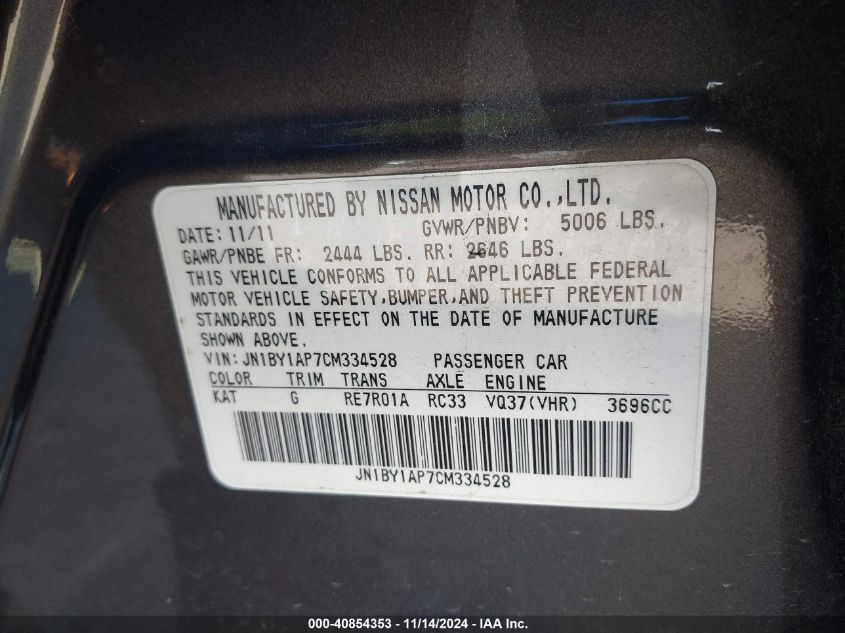 MANUFACTURED BY NISSAN MOTOR CO.,LTD.
DATE: 11/11 GVWR/PNBV: 5006 LBS.
GAWR/PNBE FR: 2444 LBS. RR: 2646 LBS.
THIS VEHICLE CONFORMS TO ALL APPLICABLE FEDERAL
MOTOR VEHICLE SAFETY,BUMPER,AND THEFT PREVENTION
STANDARDS IN EFFECT ON THE DATE OF MANUFACTURE
SHOWN ABOVE.
VIN: JN1BY1AP7CM334528 PASSENGER CAR
COLOR TRIM TRANS AXLE ENGINE
KAT G RE7R01A RC33 VQ37(VHR) 3696CC
JN1BY1AP7CM334528
000-40854353 | 11/14/2024 - IAAI.com